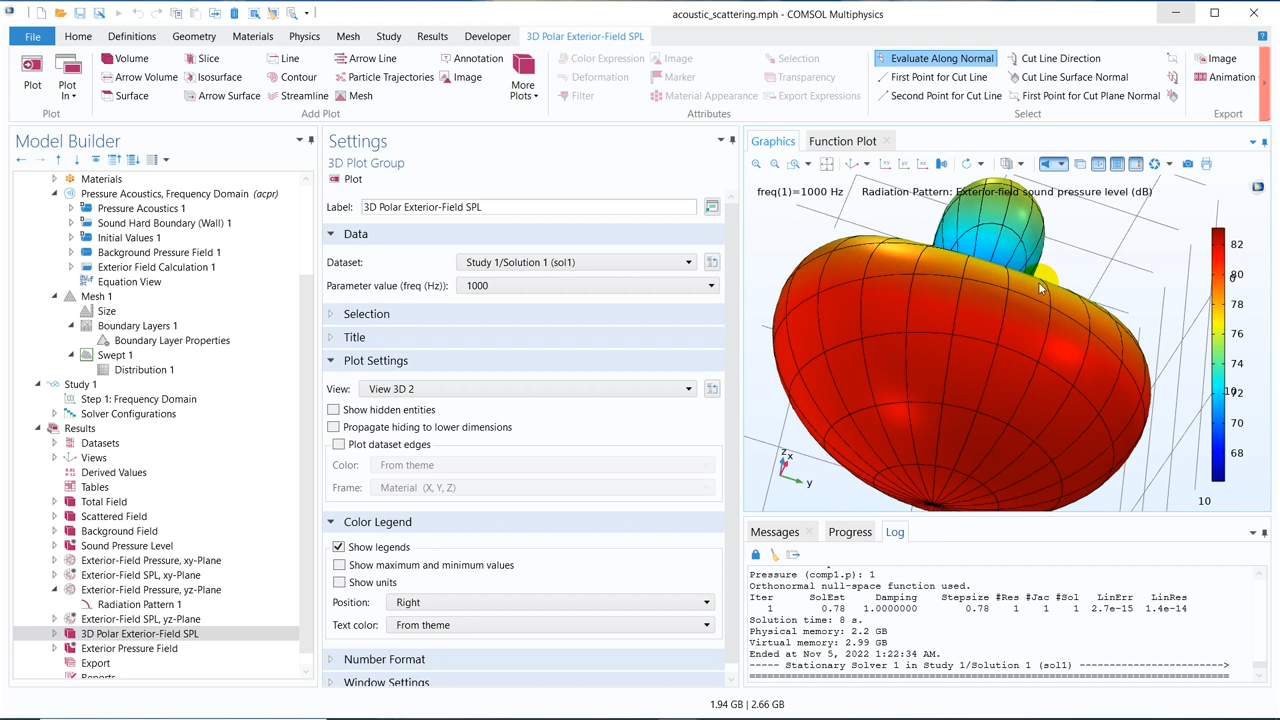 acoustic_scattering.mph - COMSOL Multiphysics
File Home Definitions Geometry Materials Physics Mesh Study Results Developer 3D Polar Exterior-Field SPL
Plot
Plot In
Plot
Volume Slice Line Arrow Line Annotation
Arrow Volume Isosurface Contour Particle Trajectories Image
Surface Arrow Surface Streamline Mesh
More Plots
Add Plot
Color Expression Image Selection
Deformation Marker Transparency
Filter Material Appearance Export Expressions
Attributes
Evaluate Along Normal Cut Line Direction
First Point for Cut Line Cut Line Surface Normal
Second Point for Cut Line First Point for Cut Plane Normal
Select
Image
Animation
Export
Model Builder
Materials
Pressure Acoustics, Frequency Domain (acpr)
Pressure Acoustics 1
Sound Hard Boundary (Wall) 1
Initial Values 1
Background Pressure Field 1
Exterior Field Calculation 1
Equation View
Mesh 1
Size
Boundary Layers 1
Boundary Layer Properties
Swept 1
Distribution 1
Study 1
Step 1: Frequency Domain
Solver Configurations
Results
Datasets
Views
Derived Values
Tables
Total Field
Scattered Field
Background Field
Sound Pressure Level
Exterior-Field Pressure, xy-Plane
Exterior-Field SPL, xy-Plane
Exterior-Field Pressure, yz-Plane
Radiation Pattern 1
Exterior-Field SPL, yz-Plane
3D Polar Exterior-Field SPL
Exterior Pressure Field
Export
Reports
Settings
3D Plot Group
Plot
Label: 3D Polar Exterior-Field SPL
Data
Dataset: Study 1/Solution 1 (sol1)
Parameter value (freq (Hz)): 1000
Selection
Title
Plot Settings
View: View 3D 2
Show hidden entities
Propagate hiding to lower dimensions
Plot dataset edges
Color: From theme
Frame: Material (X, Y, Z)
Color Legend
Show legends
Show maximum and minimum values
Show units
Position: Right
Text color: From theme
Number Format
Window Settings
Graphics Function Plot
freq(1)=1000 Hz Radiation Pattern: Exterior-field sound pressure level (dB)
82
80
0
78
76
74
72
10
70
68
10
z x
y
Messages Progress Log
Pressure (comp1.p): 1
Orthonormal null-space function used.
Iter SolEst Damping Stepsize #Res #Jac #Sol LinErr LinRes
1 0.78 1.0000000 0.78 1 1 1 2.7e-15 1.4e-14
Solution time: 8 s.
Physical memory: 2.2 GB
Virtual memory: 2.99 GB
Ended at Nov 5, 2022 1:22:34 AM.
----- Stationary Solver 1 in Study 1/Solution 1 (sol1) ---------------------->
1.94 GB | 2.66 GB